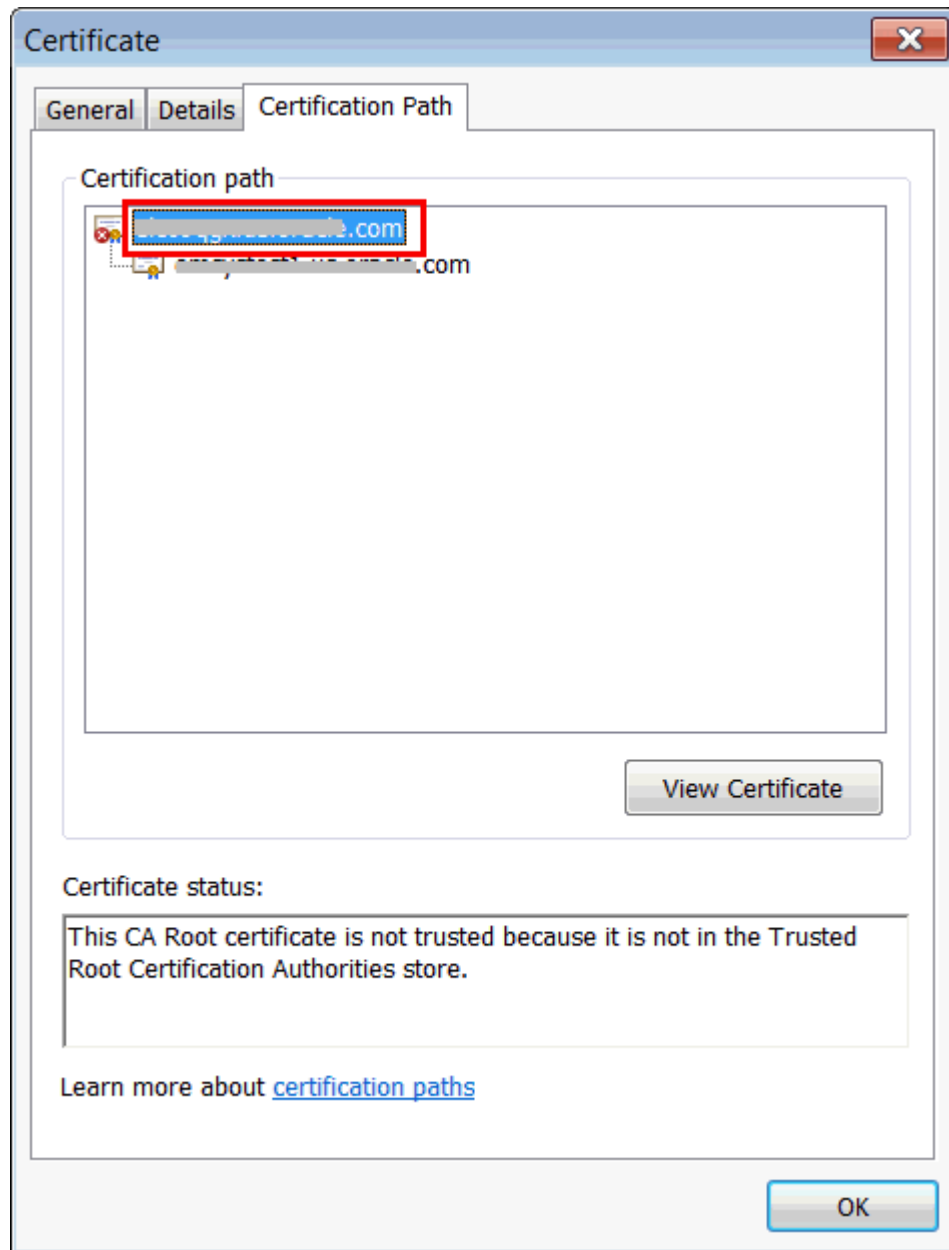 Certificate
General Details Certification Path
Certification path
.com
.com
View Certificate
Certificate status:
This CA Root certificate is not trusted because it is not in the Trusted
Root Certification Authorities store.
Learn more about certification paths
OK